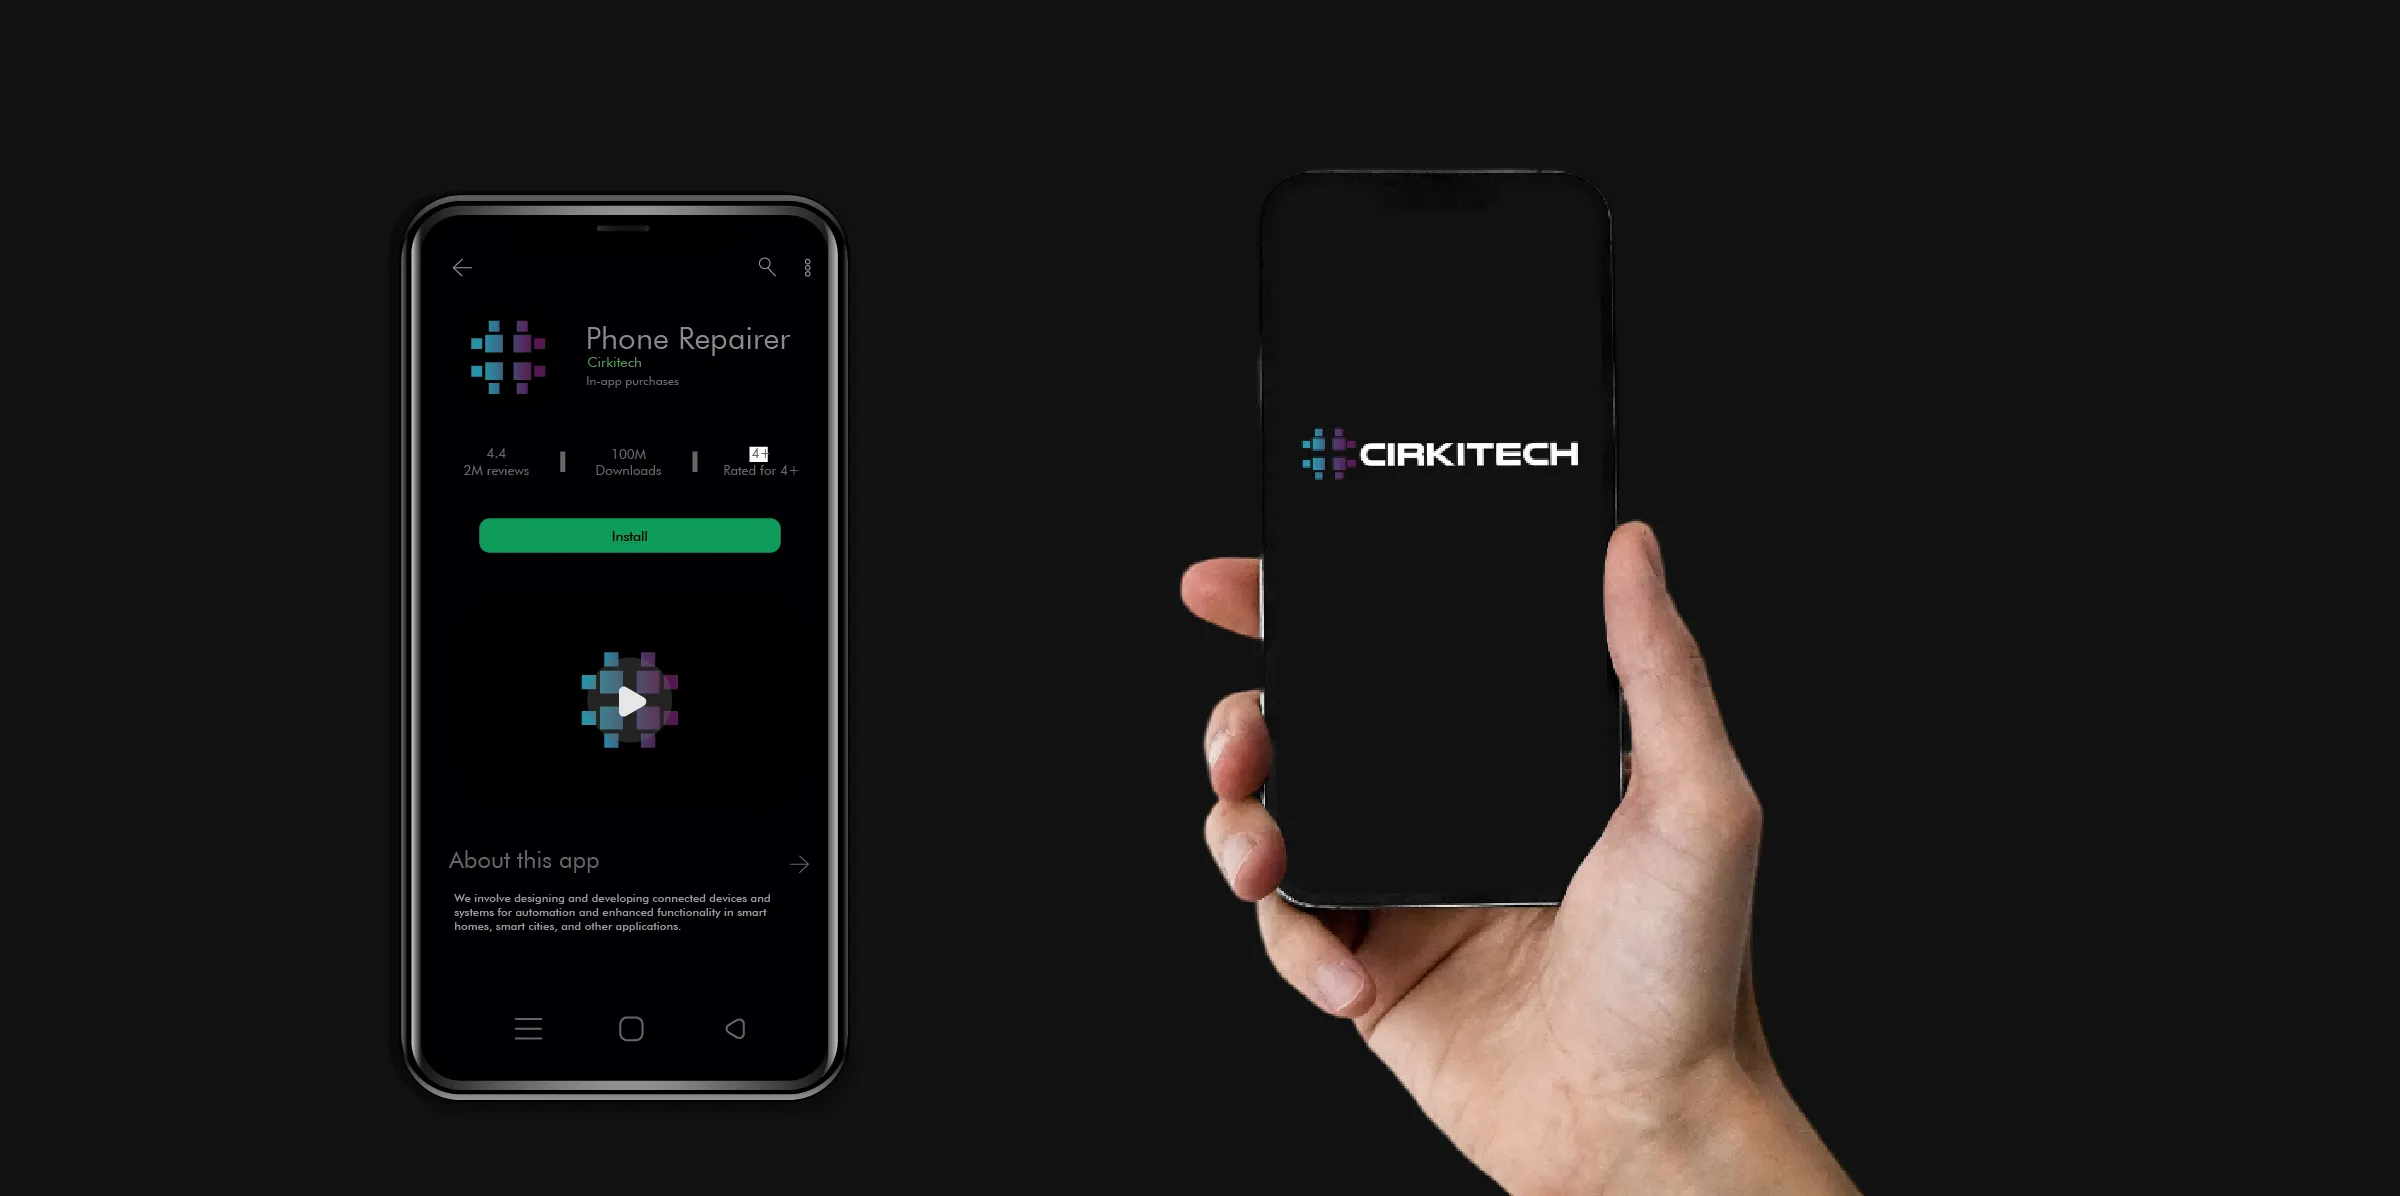 Phone Repairer
Cirkitech
In-app purchases
4.4
2M reviews
100M
Downloads
4+
Rated for 4+
Install
About this app
We involve designing and developing connected devices and
systems for automation and enhanced functionality in smart
homes, smart cities, and other applications.
CIRKITECH